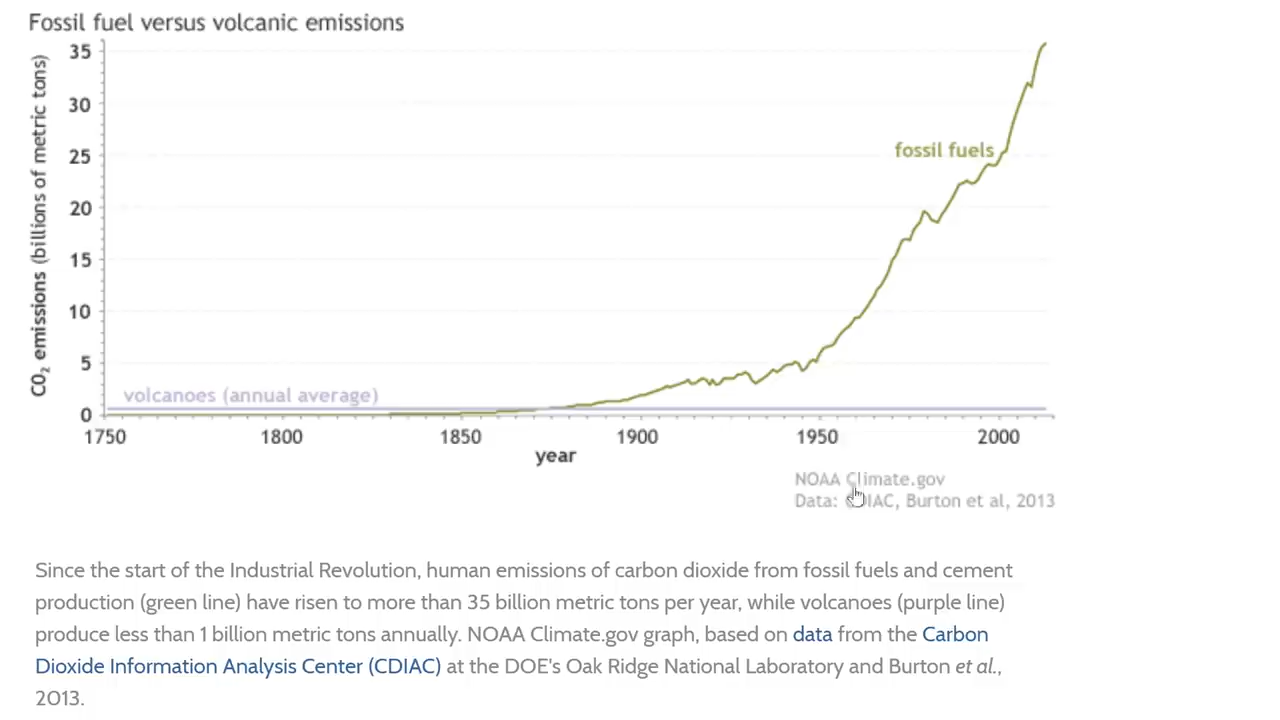 Fossil fuel versus volcanic emissions
CO₂ emissions (billions of metric tons)
35
30
25
20
15
10
5
0
fossil fuels
volcanoes (annual average)
1750 1800 1850 1900 1950 2000
year
NOAA Climate.gov
Data: CDIAC, Burton et al, 2013
Since the start of the Industrial Revolution, human emissions of carbon dioxide from fossil fuels and cement
production (green line) have risen to more than 35 billion metric tons per year, while volcanoes (purple line)
produce less than 1 billion metric tons annually. NOAA Climate.gov graph, based on data from the Carbon
Dioxide Information Analysis Center (CDIAC) at the DOE's Oak Ridge National Laboratory and Burton et al.,
2013.